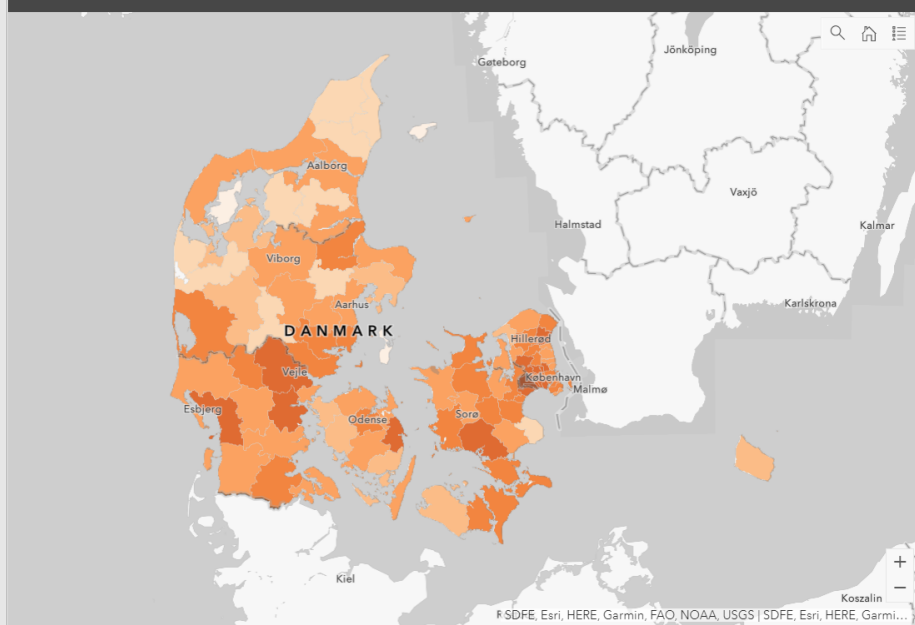 Jönköping
Gøteborg
Aalborg
Vaxjö
Halmstad
Kalmar
Viborg
Aarhus
Karlskrona
DANMARK
Hillerød
Vejle
København
Malmø
Esbjerg
Sorø
Odense
Kiel
Koszalin
SDFE, Esri, HERE, Garmin, FAO, NOAA, USGS | SDFE, Esri, HERE, Garmi...